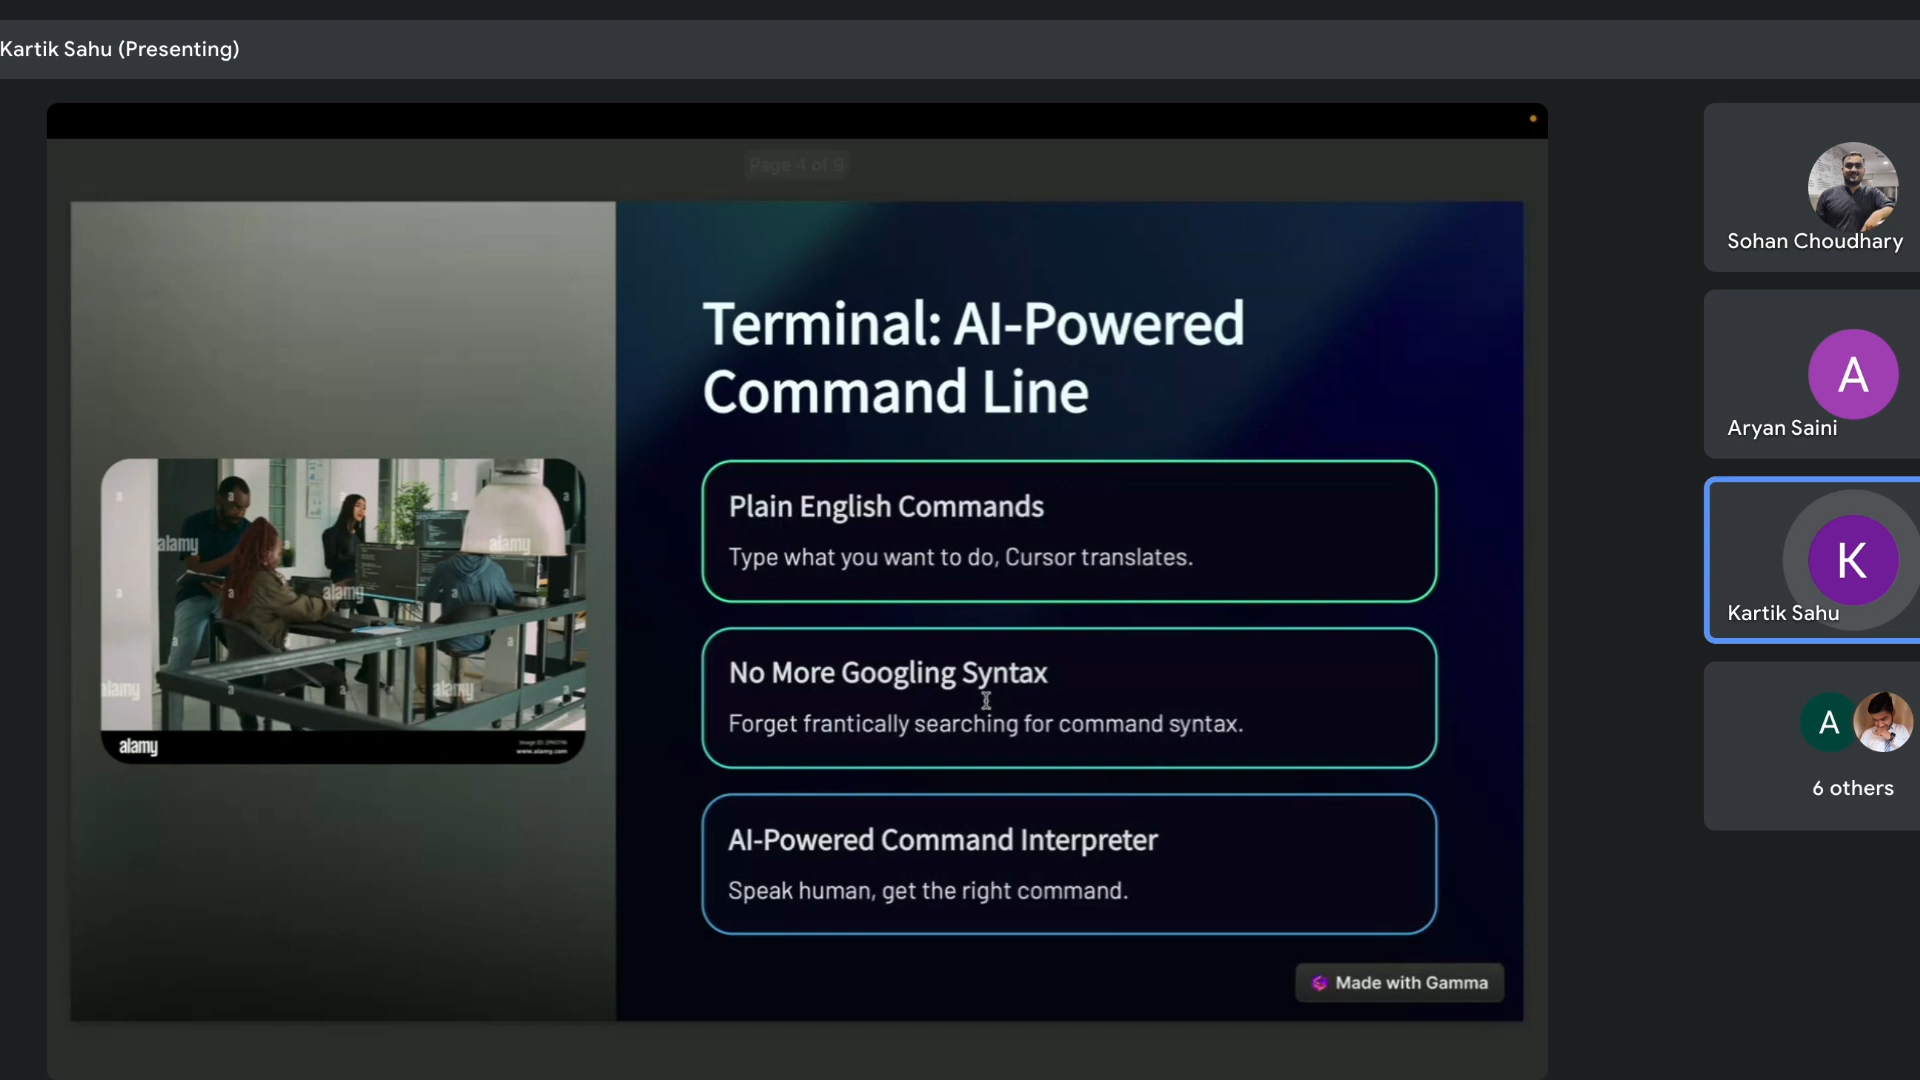 Kartik Sahu (Presenting)
Page 4 of 9
Terminal: AI-Powered
Command Line
Plain English Commands
Type what you want to do, Cursor translates.
No More Googling Syntax
Forget frantically searching for command syntax.
AI-Powered Command Interpreter
Speak human, get the right command.
Made with Gamma
a
a
a
a
a
alamy
alamy
a
a
alamy
a
a
a
a
a
a
alamy
a
a
alamy
a
alamy
www.alamy.com
Sohan Choudhary
A
Aryan Saini
K
Kartik Sahu
A
6 others